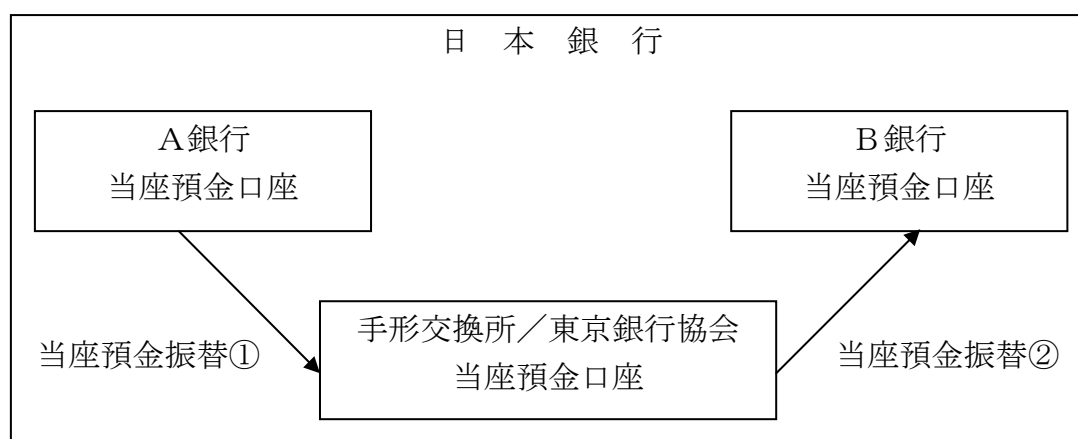 日 本 銀 行
A銀行
当座預金口座
B銀行
当座預金口座
手形交換所／東京銀行協会
当座預金口座
当座預金振替①
当座預金振替②